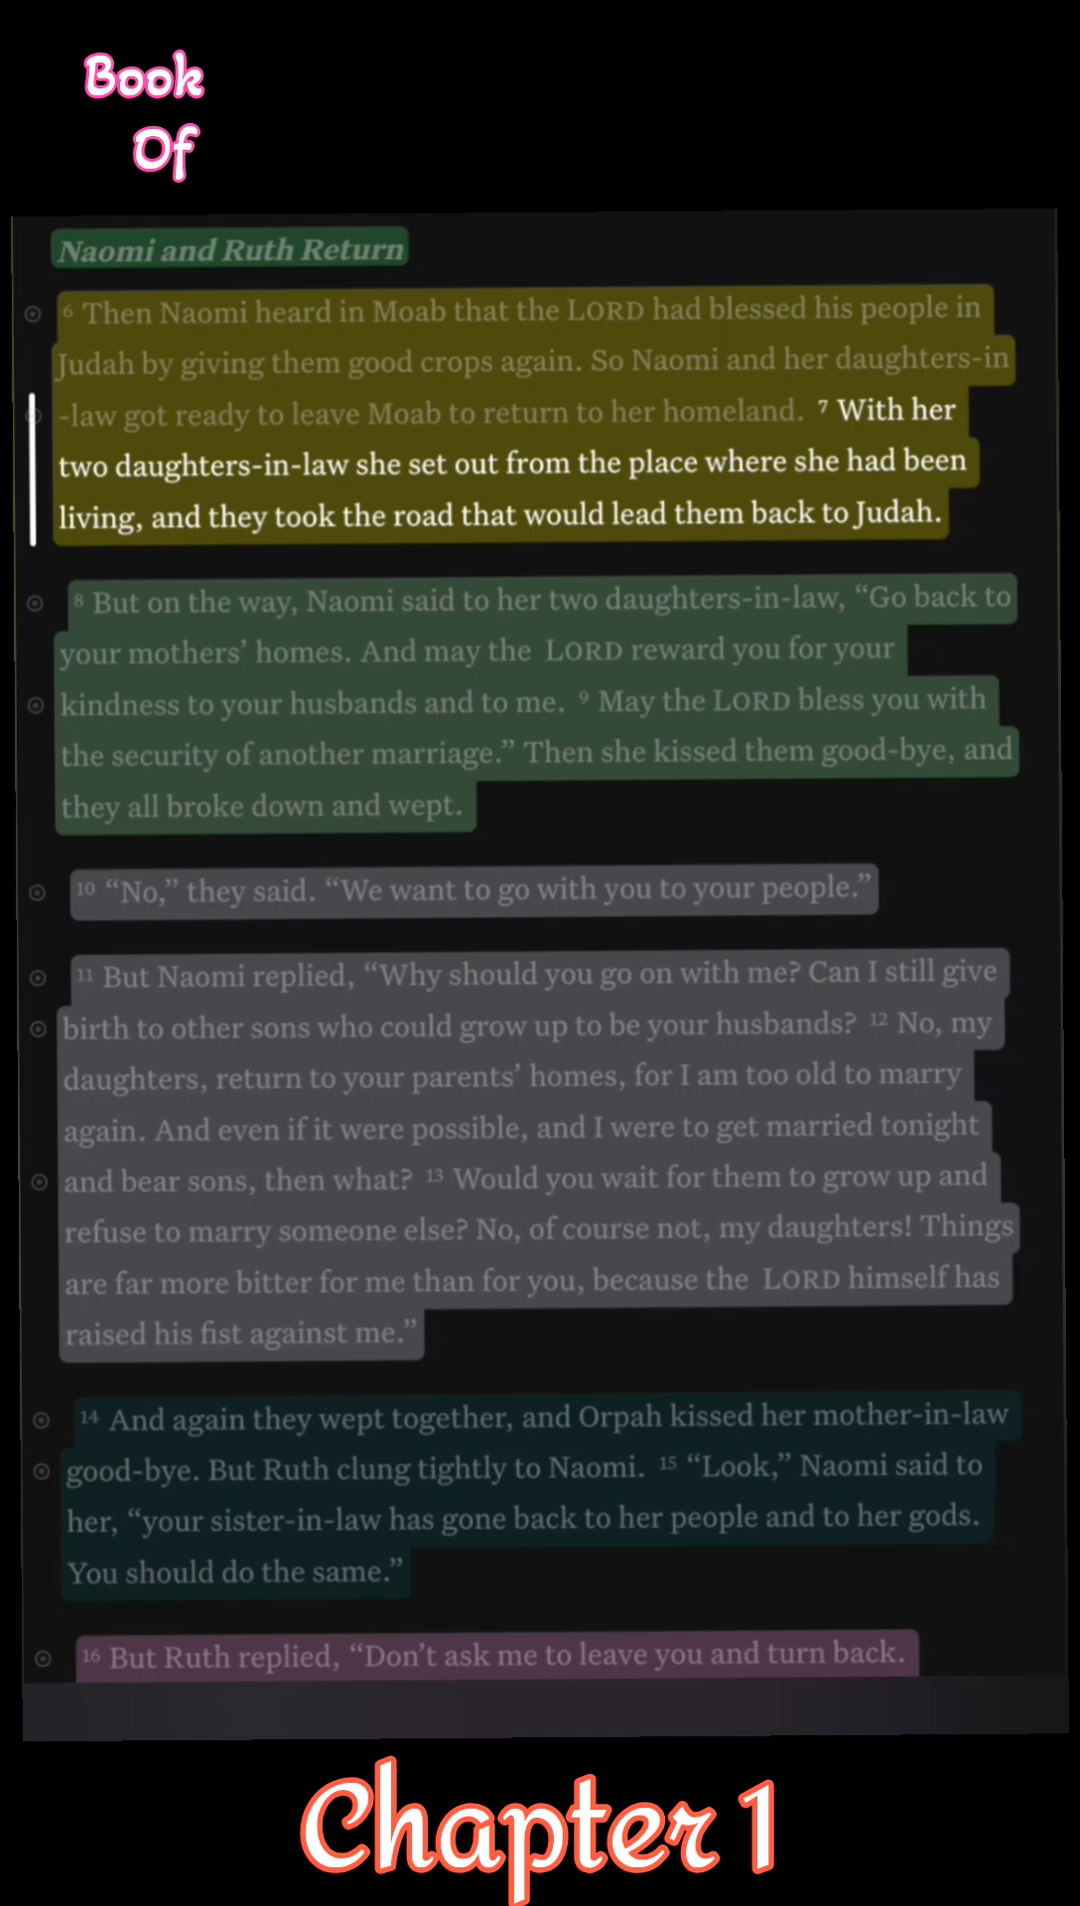 Book
Of
Naomi and Ruth Return
6 Then Naomi heard in Moab that the LORD had blessed his people in
Judah by giving them good crops again. So Naomi and her daughters-in
-law got ready to leave Moab to return to her homeland. 7 With her
two daughters-in-law she set out from the place where she had been
living, and they took the road that would lead them back to Judah.
8 But on the way, Naomi said to her two daughters-in-law, “Go back to
your mothers’ homes. And may the LORD reward you for your
kindness to your husbands and to me. 9 May the LORD bless you with
the security of another marriage.” Then she kissed them good-bye, and
they all broke down and wept.
10 “No,” they said. “We want to go with you to your people.”
11 But Naomi replied, “Why should you go on with me? Can I still give
birth to other sons who could grow up to be your husbands? 12 No, my
daughters, return to your parents’ homes, for I am too old to marry
again. And even if it were possible, and I were to get married tonight
and bear sons, then what? 13 Would you wait for them to grow up and
refuse to marry someone else? No, of course not, my daughters! Things
are far more bitter for me than for you, because the LORD himself has
raised his fist against me.”
14 And again they wept together, and Orpah kissed her mother-in-law
good-bye. But Ruth clung tightly to Naomi. 15 “Look,” Naomi said to
her, “your sister-in-law has gone back to her people and to her gods.
You should do the same.”
16 But Ruth replied, “Don’t ask me to leave you and turn back.
Chapter 1